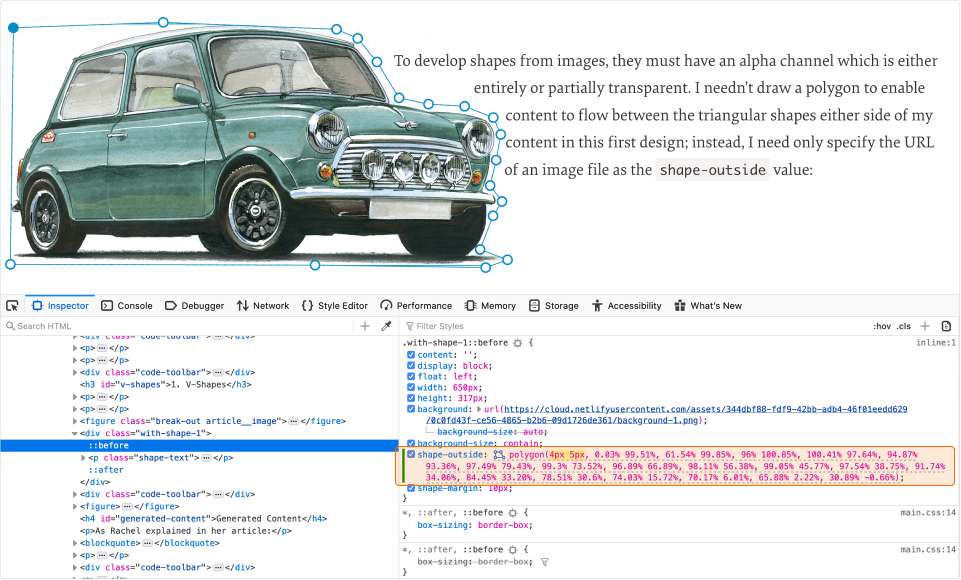 To develop shapes from images, they must have an alpha channel which is either
entirely or partially transparent. I needn’t draw a polygon to enable
content to flow between the triangular shapes either side of my
content in this first design; instead, I need only specify the URL
of an image file as the shape-outside value:
Inspector Console Debugger Network Style Editor Performance Memory Storage Accessibility What's New
Search HTML
<div class="code-toolbar"></div>
<p></p>
<p></p>
<div class="code-toolbar"></div>
<h3 id="v-shapes">1. V-Shapes</h3>
<p></p>
<p></p>
<figure class="break-out article__image"></figure>
<div class="with-shape-1">
::before
<p class="shape-text"></p>
::after
</div>
<div class="code-toolbar"></div>
<figure></figure>
<h4 id="generated-content">Generated Content</h4>
<p>As Rachel explained in her article:</p>
<blockquote></blockquote>
<p></p>
<div class="code-toolbar"></div>
Filter Styles :hov .cls
.with-shape-1::before { inline:1
content: '';
display: block;
float: left;
width: 650px;
height: 317px;
background: url(https://cloud.netlifyusercontent.com/assets/344dbf88-fdf9-42bb-adb4-46f01eedd629
/0c0fd43f-ce56-4865-b2b6-09d1726de361/background-1.png);
background-size: auto;
background-size: contain;
shape-outside: polygon(4px 5px, 0.03% 99.51%, 61.54% 99.85%, 96% 100.85%, 100.41% 97.64%, 94.87%
93.36%, 97.49% 79.43%, 99.3% 73.52%, 96.89% 66.89%, 98.11% 56.38%, 99.05% 45.77%, 97.54% 38.75%, 91.74%
34.06%, 84.45% 33.20%, 78.51% 30.6%, 74.03% 15.72%, 70.17% 6.01%, 65.88% 2.22%, 30.89% -0.66%);
shape-margin: 10px;
}
*, ::after, ::before { main.css:14
box-sizing: border-box;
}
*, ::after, ::before { main.css:14
box-sizing: border-box;
}